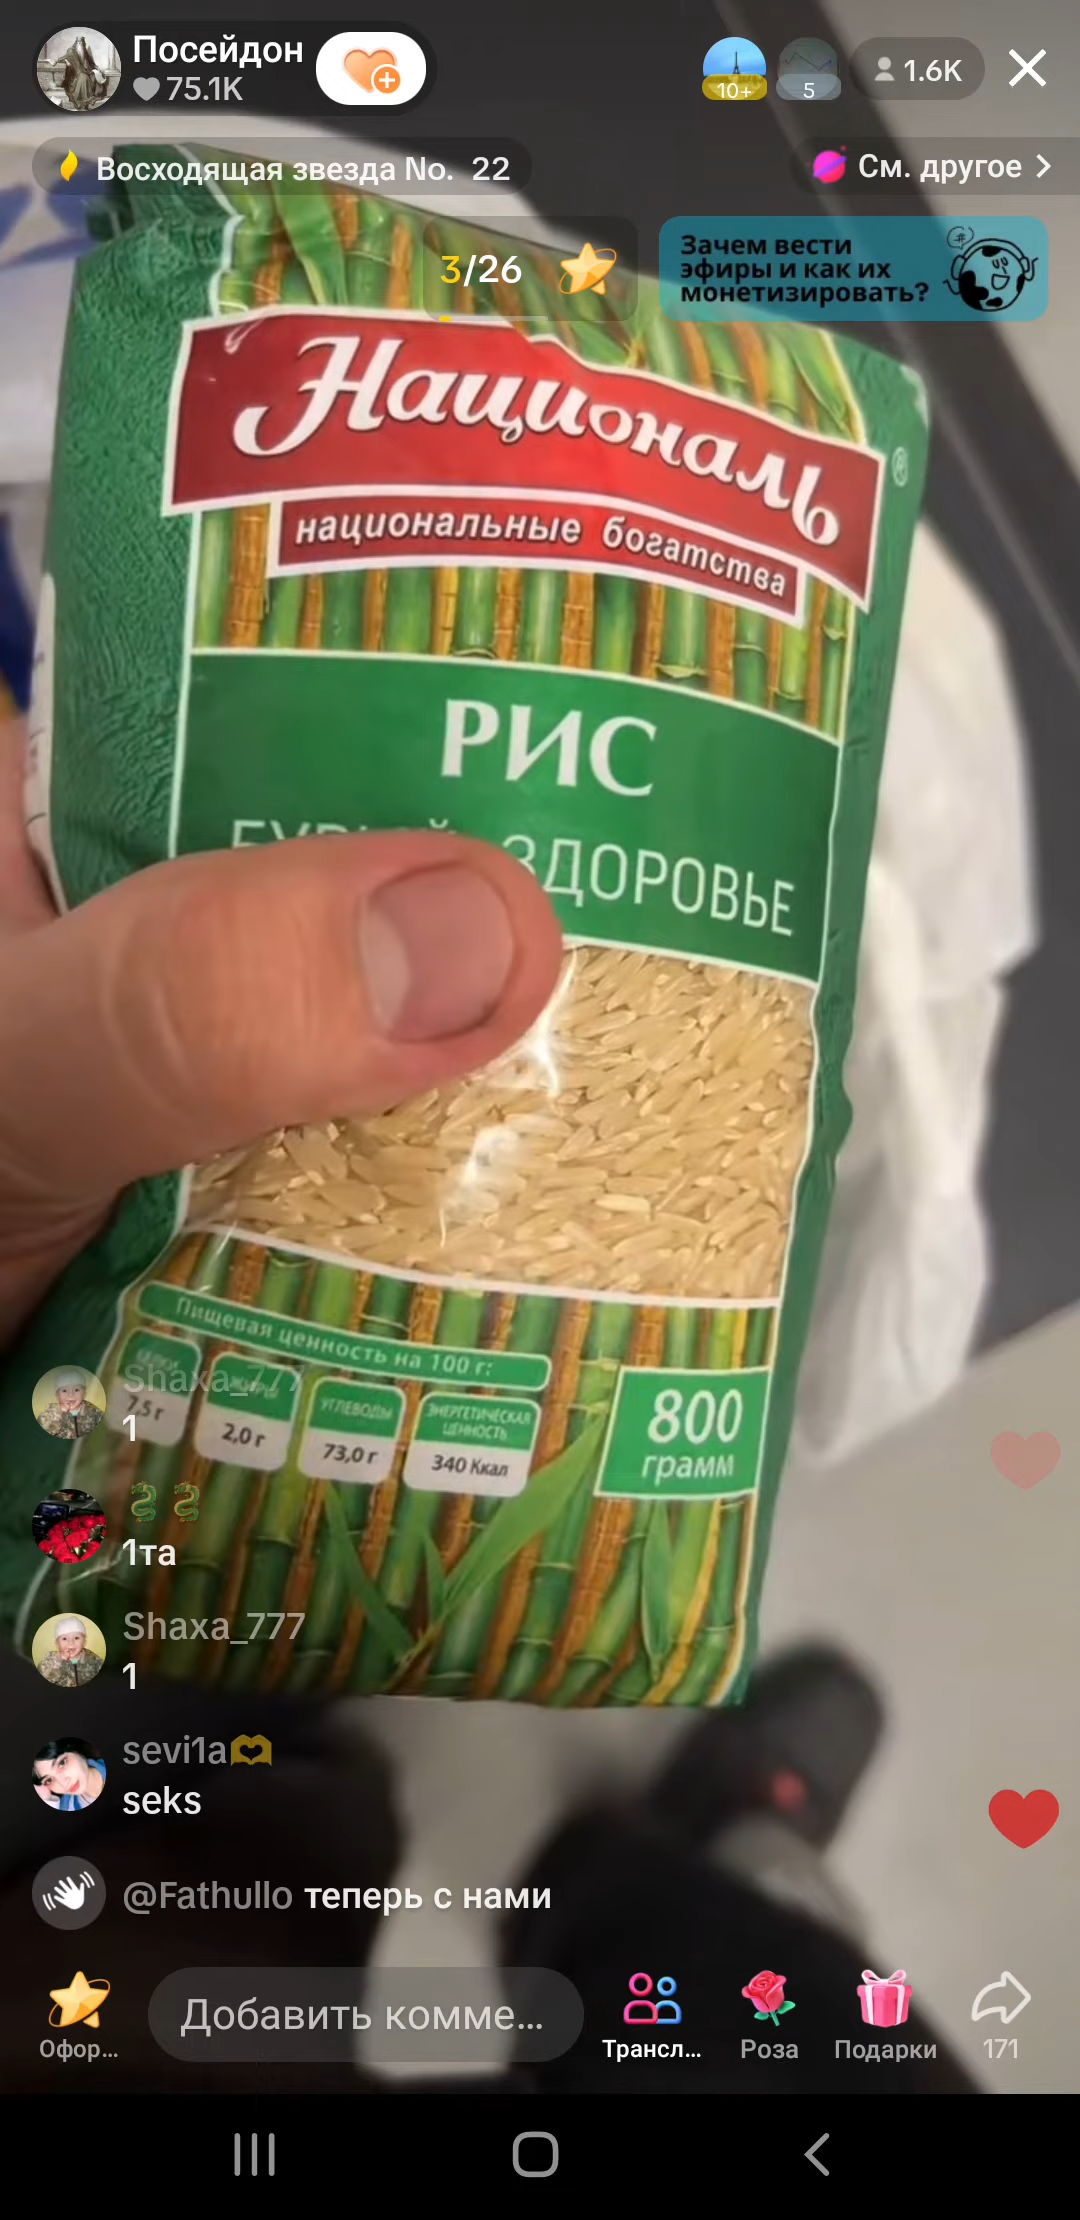 Посейдон
75.1K
10+
5
1.6K
Восходящая звезда No. 22
См. другое
3/26
Зачем вести
эфиры и как их
монетизировать?
Националь
®
национальные богатства
РИС
ЗДОРОВЬЕ
Пищевая ценность на 100 г:
7,5 г
2,0 г
УГЛЕВОДЫ
73,0 г
ЭНЕРГЕТИЧЕСКАЯ
ЦЕННОСТЬ
340 Ккал
800
грамм
Shaxa_777
1
1та
Shaxa_777
1
sevi1a
seks
@Fathullo теперь с нами
Офор...
Добавить комме...
Трансл...
Роза
Подарки
171